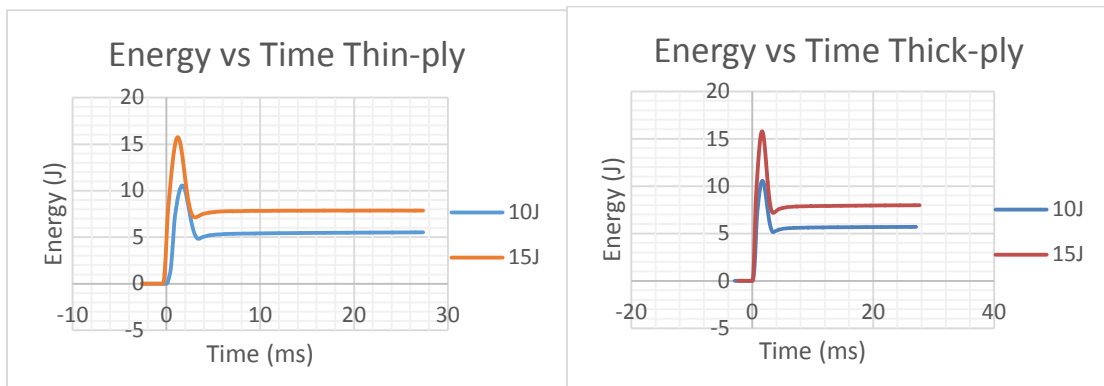 Energy vs Time Thin-ply
20
15
10
5
0
-5
-10 0 10 20 30
Energy (J)
Time (ms)
10J
15J
Energy vs Time Thick-ply
20
15
10
5
0
-5
-20 0 20 40
Energy (J)
Time (ms)
10J
15J